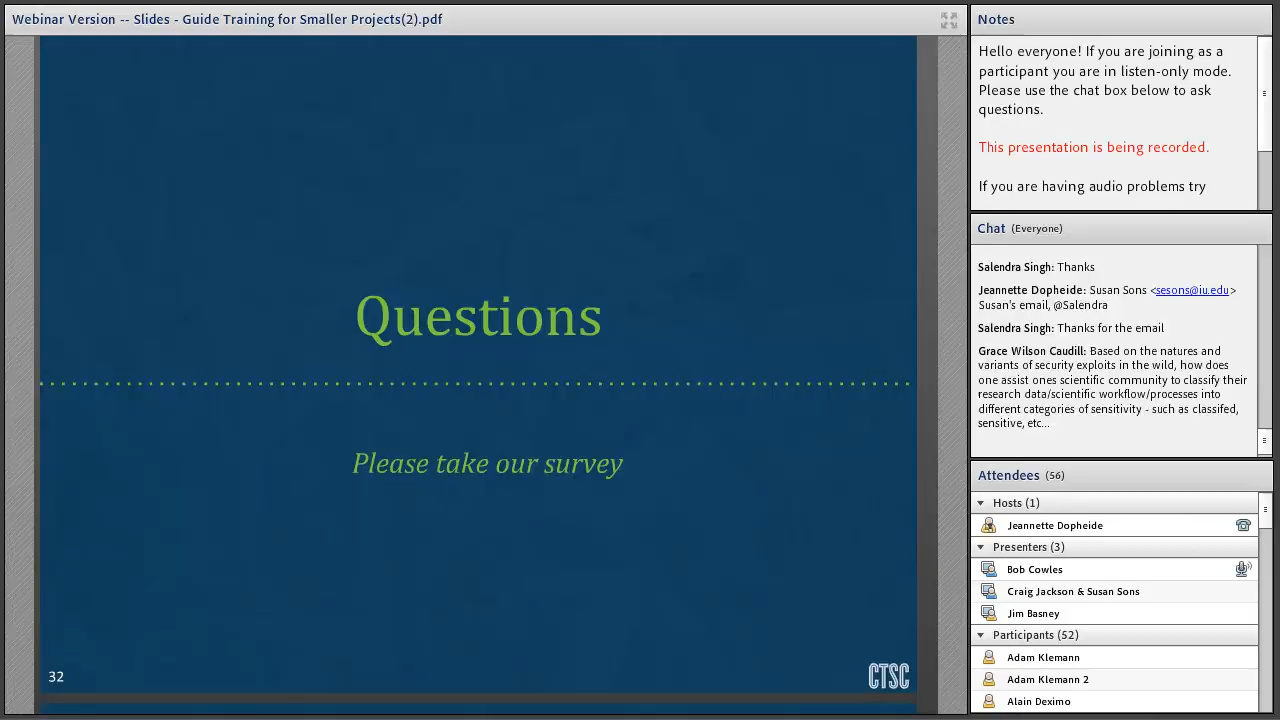 Webinar Version -- Slides - Guide Training for Smaller Projects(2).pdf
Questions
Please take our survey
32
CTSC
Notes
Hello everyone! If you are joining as a
participant you are in listen-only mode.
Please use the chat box below to ask
questions.
This presentation is being recorded.
If you are having audio problems try
Chat (Everyone)
Salendra Singh: Thanks
Jeannette Dopheide: Susan Sons <sesons@iu.edu>
Susan's email, @Salendra
Salendra Singh: Thanks for the email
Grace Wilson Caudill: Based on the natures and
variants of security exploits in the wild, how does
one assist ones scientific community to classify their
research data/scientific workflow/processes into
different categories of sensitivity - such as classifed,
sensitive, etc...
Attendees (56)
Hosts (1)
Jeannette Dopheide
Presenters (3)
Bob Cowles
Craig Jackson & Susan Sons
Jim Basney
Participants (52)
Adam Klemann
Adam Klemann 2
Alain Deximo